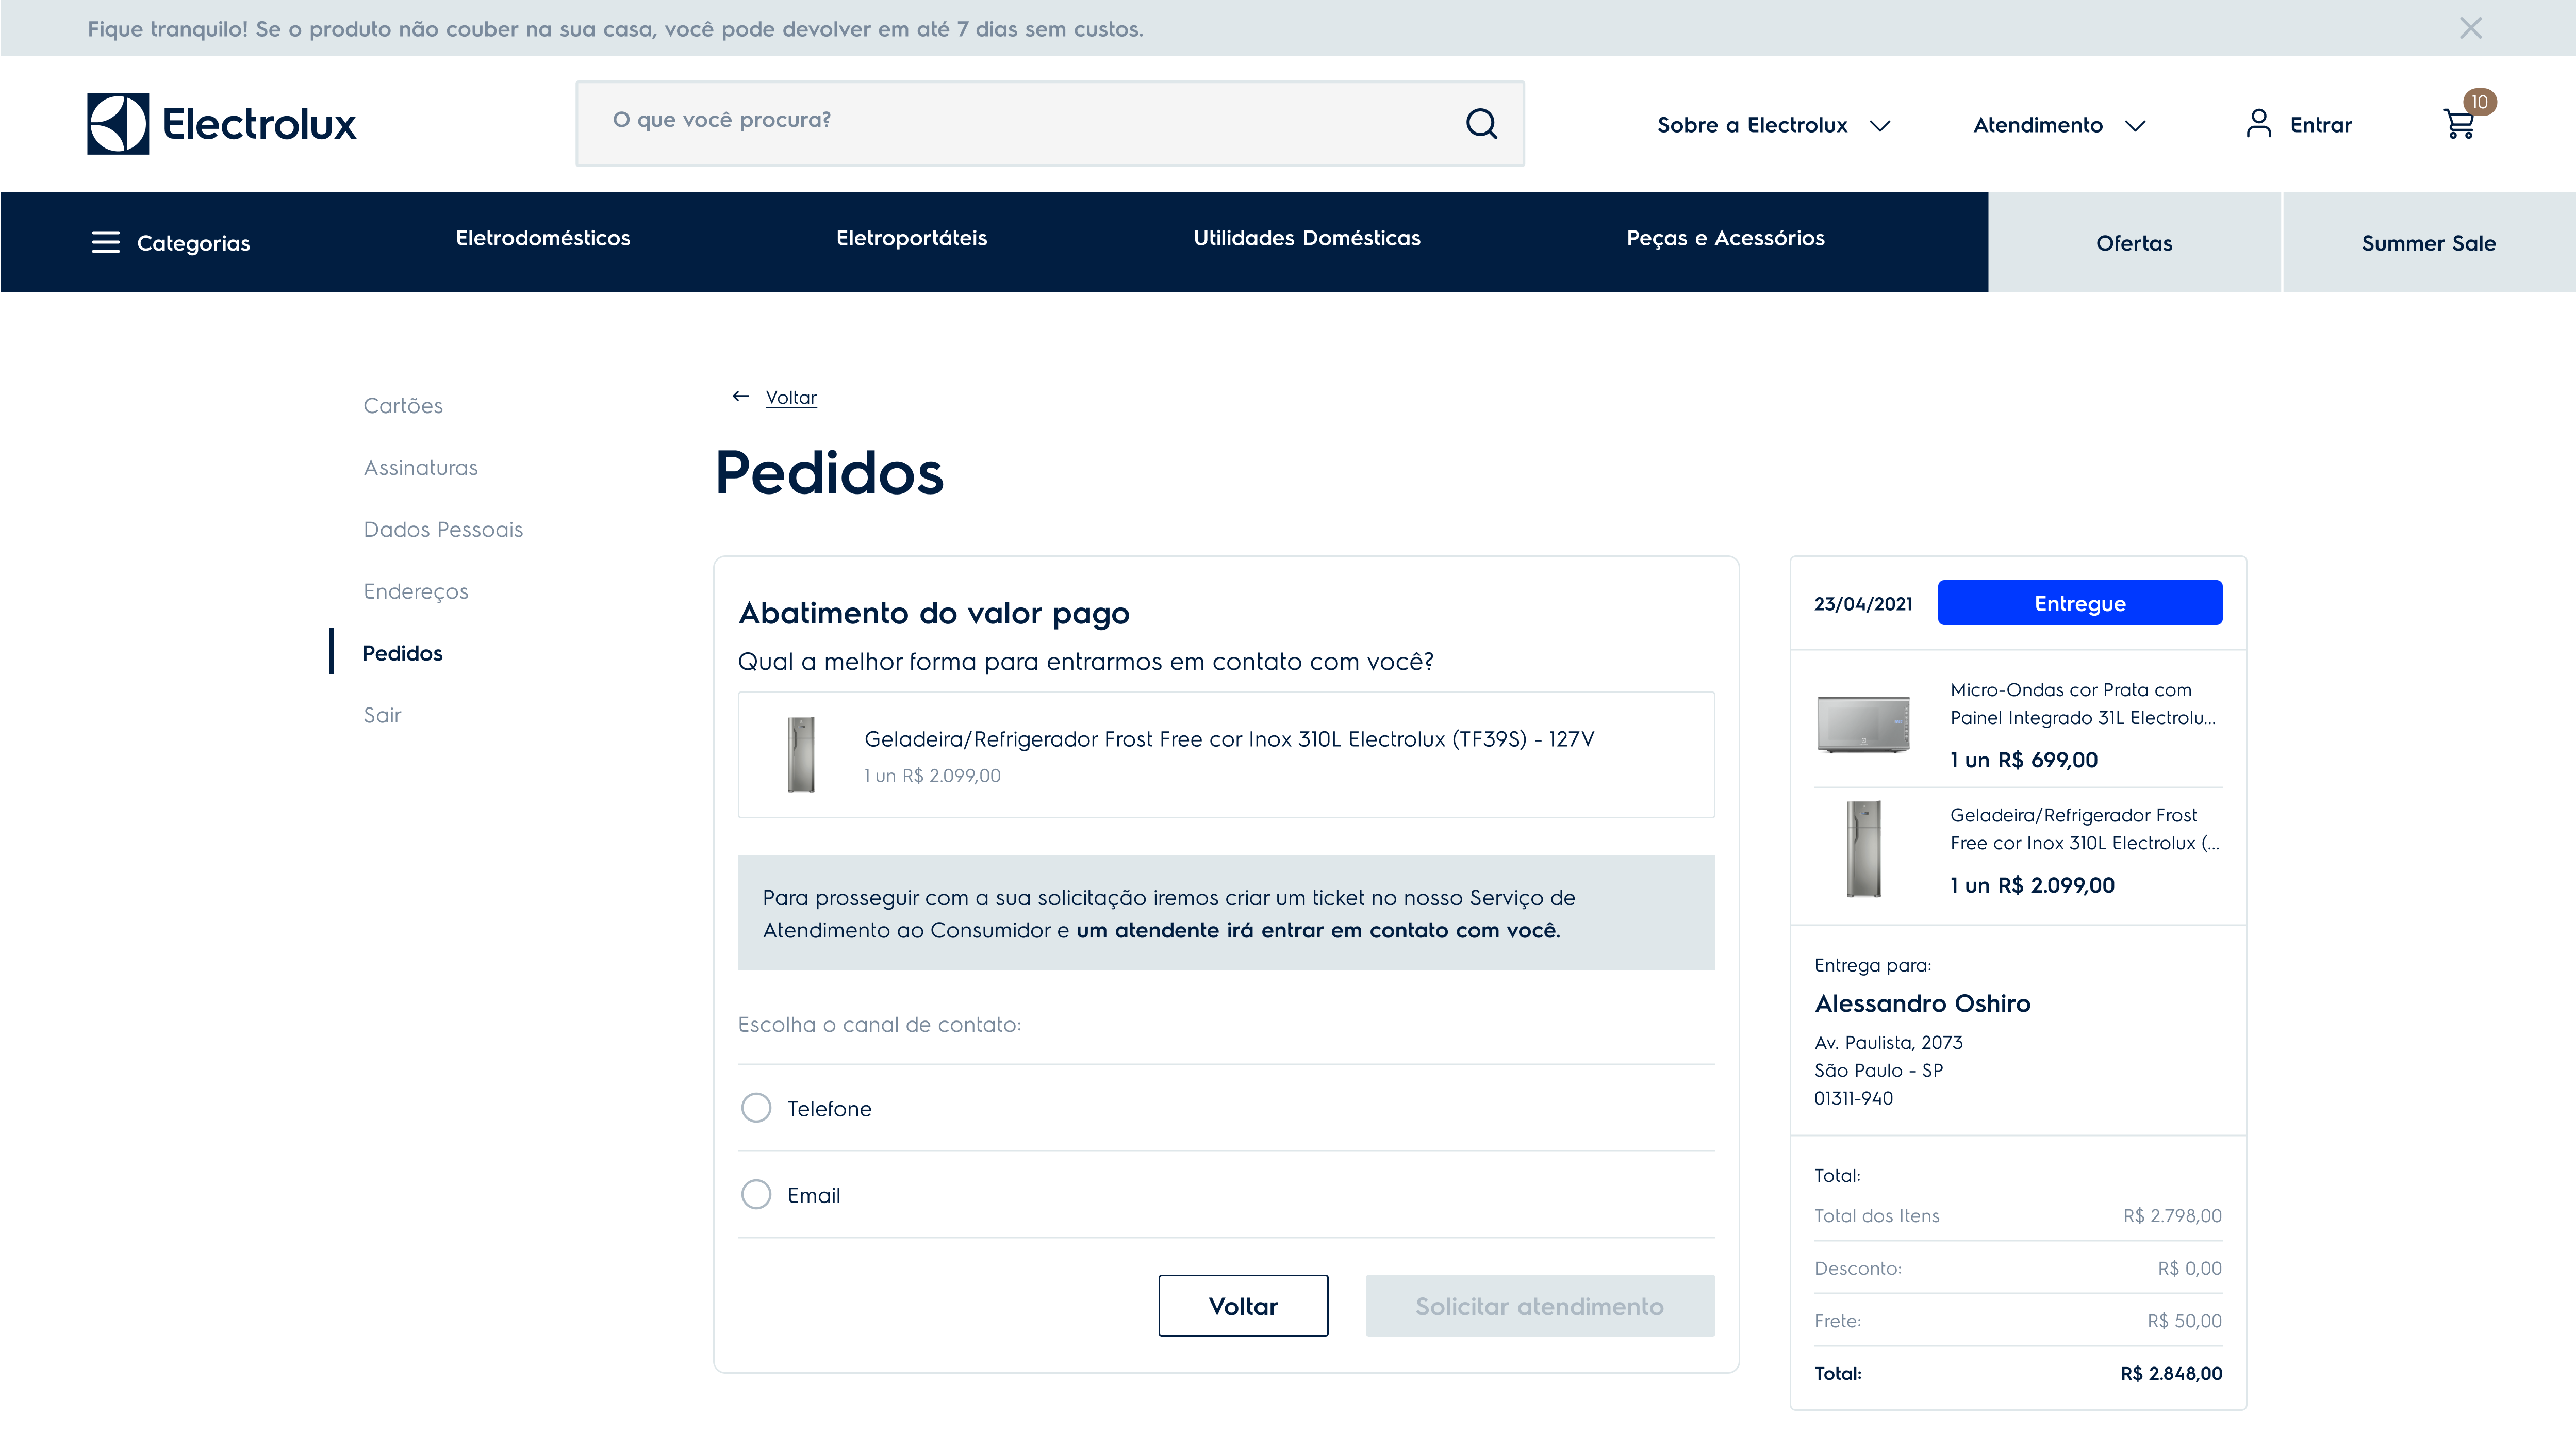 Fique tranquilo! Se o produto não couber na sua casa, você pode devolver em até 7 dias sem custos.
Electrolux
O que você procura?
Sobre a Electrolux
Atendimento
Entrar
10
Categorias
Eletrodomésticos
Eletroportáteis
Utilidades Domésticas
Peças e Acessórios
Ofertas
Summer Sale
Cartões
Assinaturas
Dados Pessoais
Endereços
Pedidos
Sair
Voltar
Pedidos
Abatimento do valor pago
Qual a melhor forma para entrarmos em contato com você?
Geladeira/Refrigerador Frost Free cor Inox 310L Electrolux (TF39S) - 127V
1 un R$ 2.099,00
Para prosseguir com a sua solicitação iremos criar um ticket no nosso Serviço de
Atendimento ao Consumidor e um atendente irá entrar em contato com você.
Escolha o canal de contato:
Telefone
Email
Voltar
Solicitar atendimento
23/04/2021
Entregue
Micro-Ondas cor Prata com
Painel Integrado 31L Electrolu...
1 un R$ 699,00
Geladeira/Refrigerador Frost
Free cor Inox 310L Electrolux (...
1 un R$ 2.099,00
Entrega para:
Alessandro Oshiro
Av. Paulista, 2073
São Paulo - SP
01311-940
Total:
Total dos Itens R$ 2.798,00
Desconto: R$ 0,00
Frete: R$ 50,00
Total: R$ 2.848,00